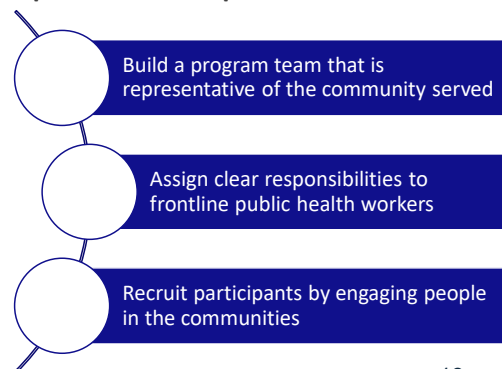 Build a program team that is
representative of the community served
Assign clear responsibilities to
frontline public health workers
Recruit participants by engaging people
in the communities